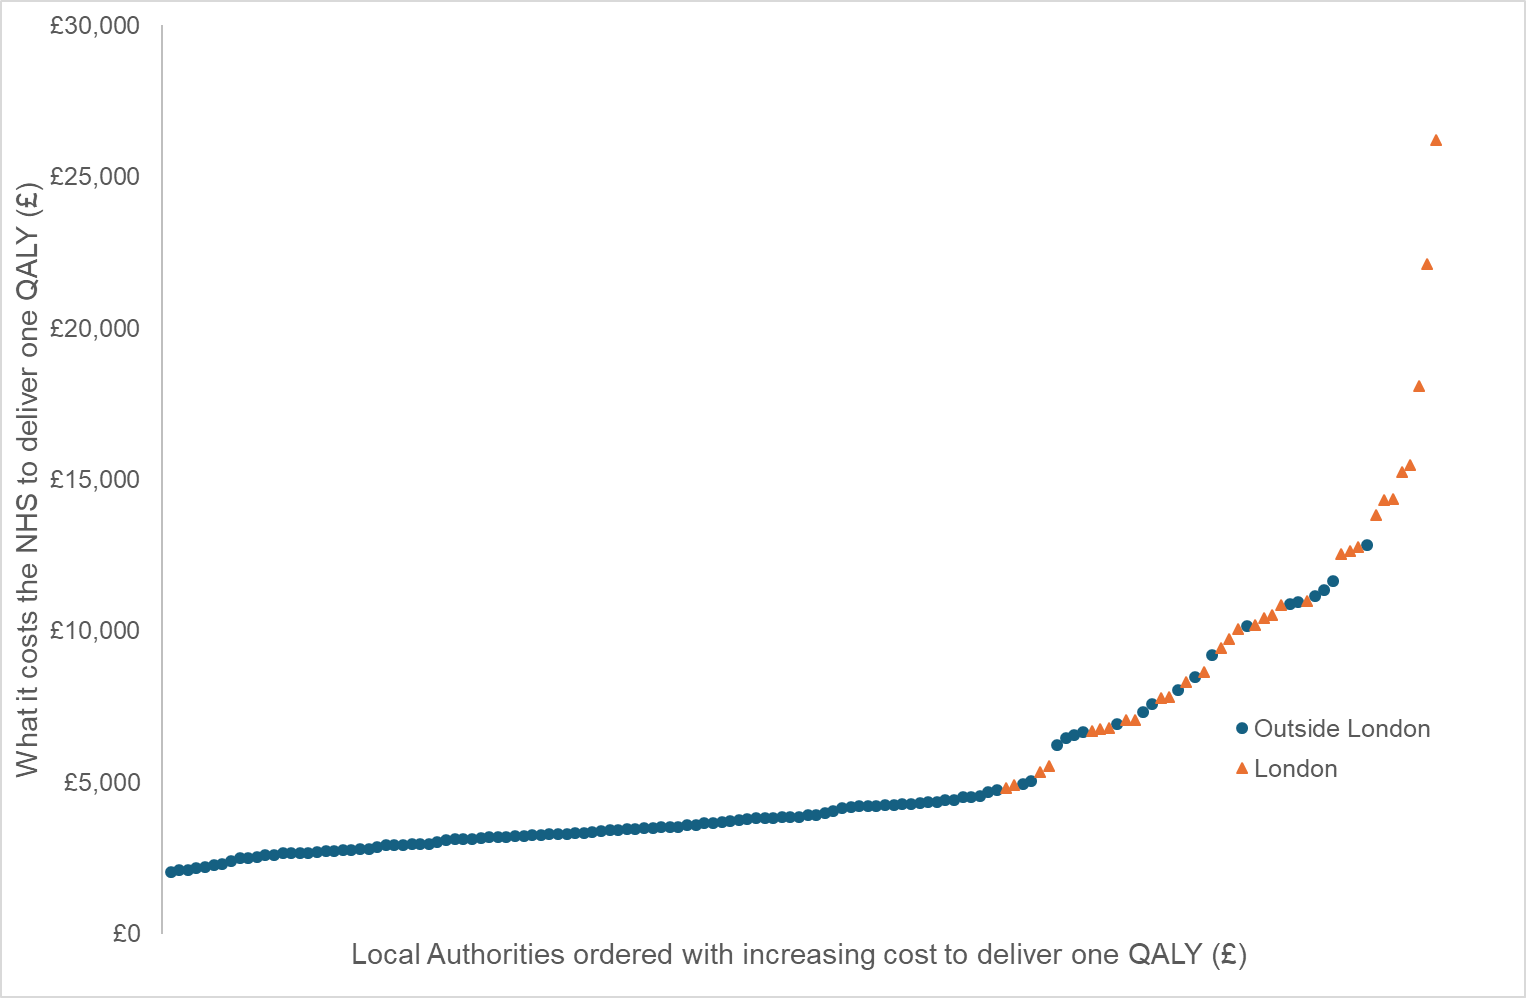 £30,000
£25,000
£20,000
£15,000
£10,000
£5,000
£0
What it costs the NHS to deliver one QALY (£)
Outside London
London
Local Authorities ordered with increasing cost to deliver one QALY (£)